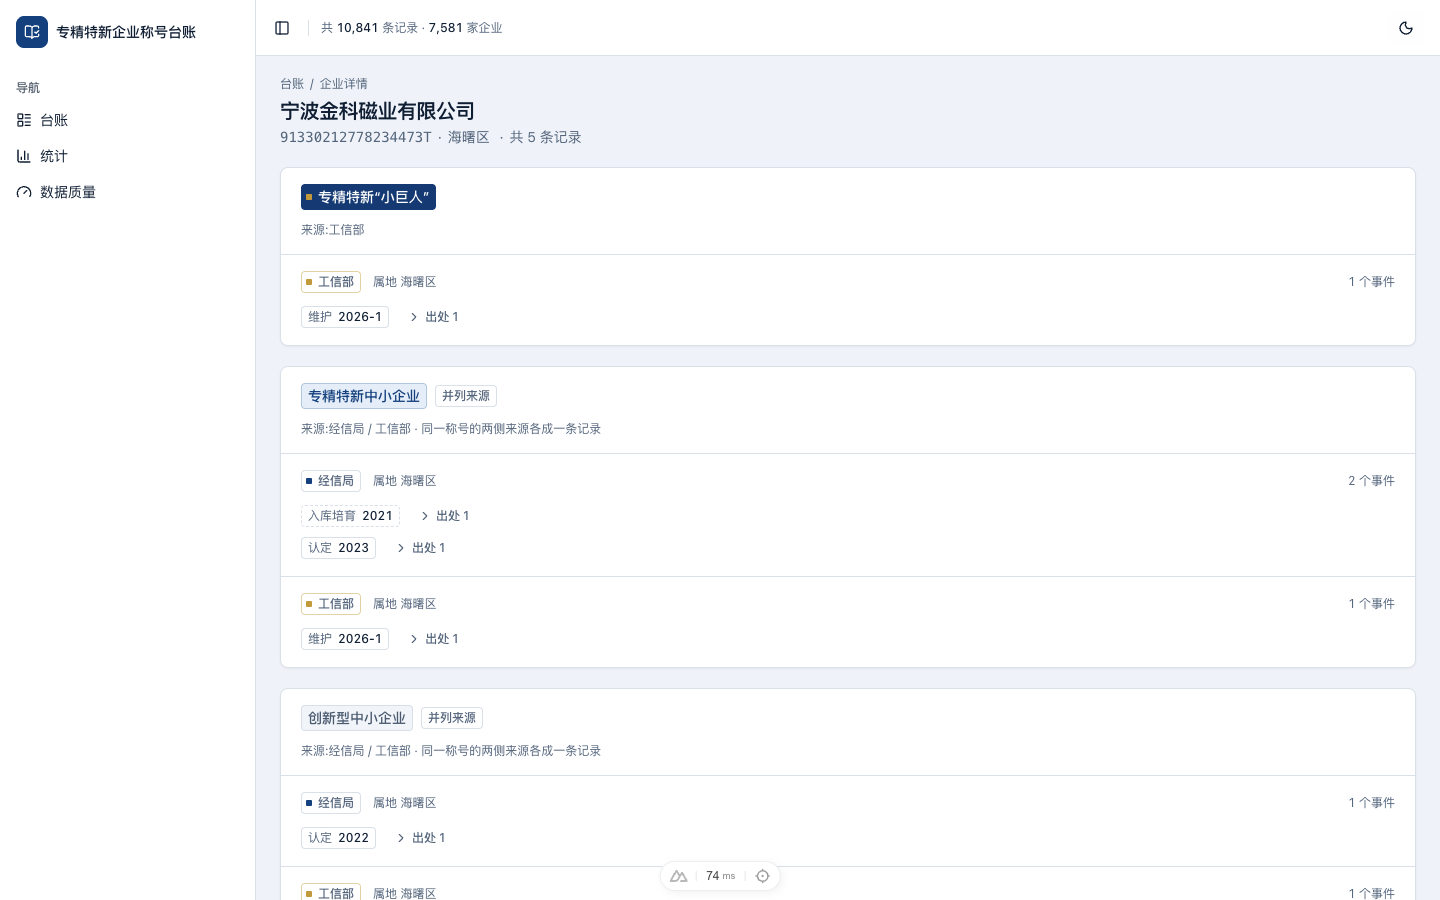 专精特新企业称号台账
导航
台账
统计
数据质量
共 10,841 条记录 · 7,581 家企业
台账 / 企业详情
宁波金科磁业有限公司
91330212778234473T · 海曙区 · 共 5 条记录
专精特新“小巨人”
来源:工信部
工信部 属地 海曙区 1 个事件
维护 2026-1 出处 1
专精特新中小企业 并列来源
来源:经信局 / 工信部 · 同一称号的两侧来源各成一条记录
经信局 属地 海曙区 2 个事件
入库培育 2021 出处 1
认定 2023 出处 1
工信部 属地 海曙区 1 个事件
维护 2026-1 出处 1
创新型中小企业 并列来源
来源:经信局 / 工信部 · 同一称号的两侧来源各成一条记录
经信局 属地 海曙区 1 个事件
认定 2022 出处 1
74 ms
工信部 属地 海曙区 1 个事件